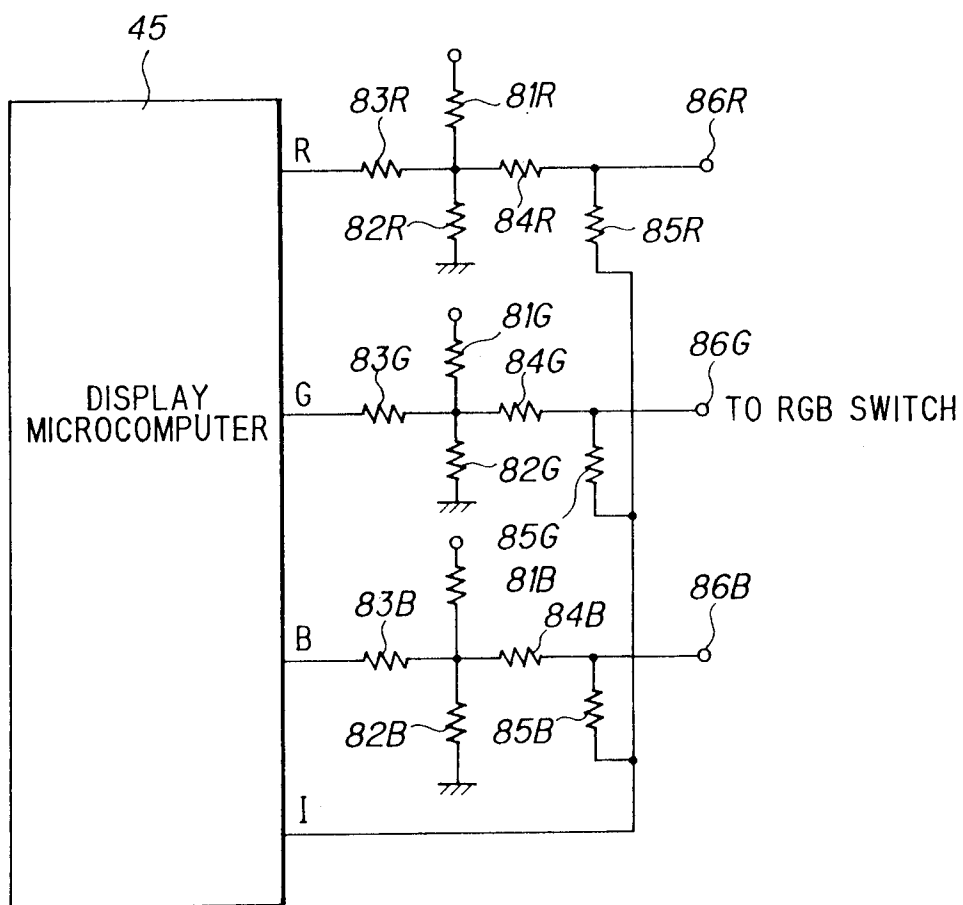 45
83R
81R
86R
R
82R
84R
85R
83G
81G
84G
86G
G
DISPLAY
MICROCOMPUTER
TO RGB SWITCH
82G
85G
83B
81B
84B
86B
B
82B
85B
I